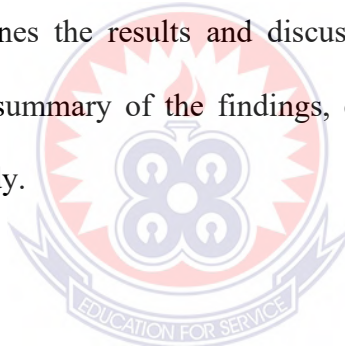 nes the results and discus
summary of the findings,
y.
EDUCATION FOR SERVICE